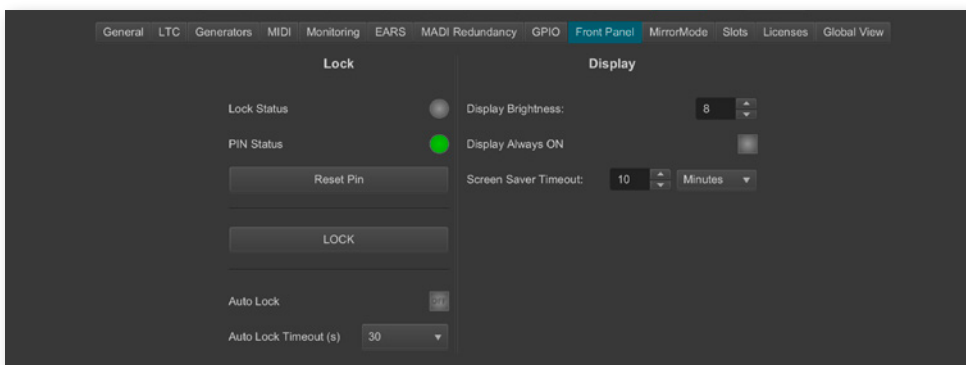 General LTC Generators MIDI Monitoring EARS MADI Redundancy GPIO Front Panel MirrorMode Slots Licenses Global View
Lock
Lock Status
PIN Status
Reset Pin
LOCK
Auto Lock
Auto Lock Timeout (s) 30
Display
Display Brightness: 8
Display Always ON
Screen Saver Timeout: 10 Minutes